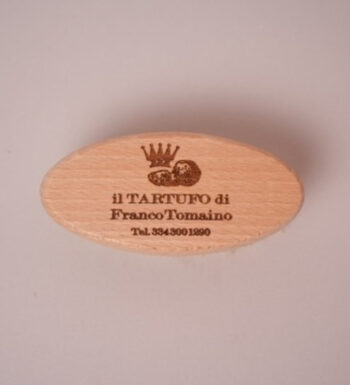 il TARTUFO di
Franco Tomaino
Tel. 3343001290